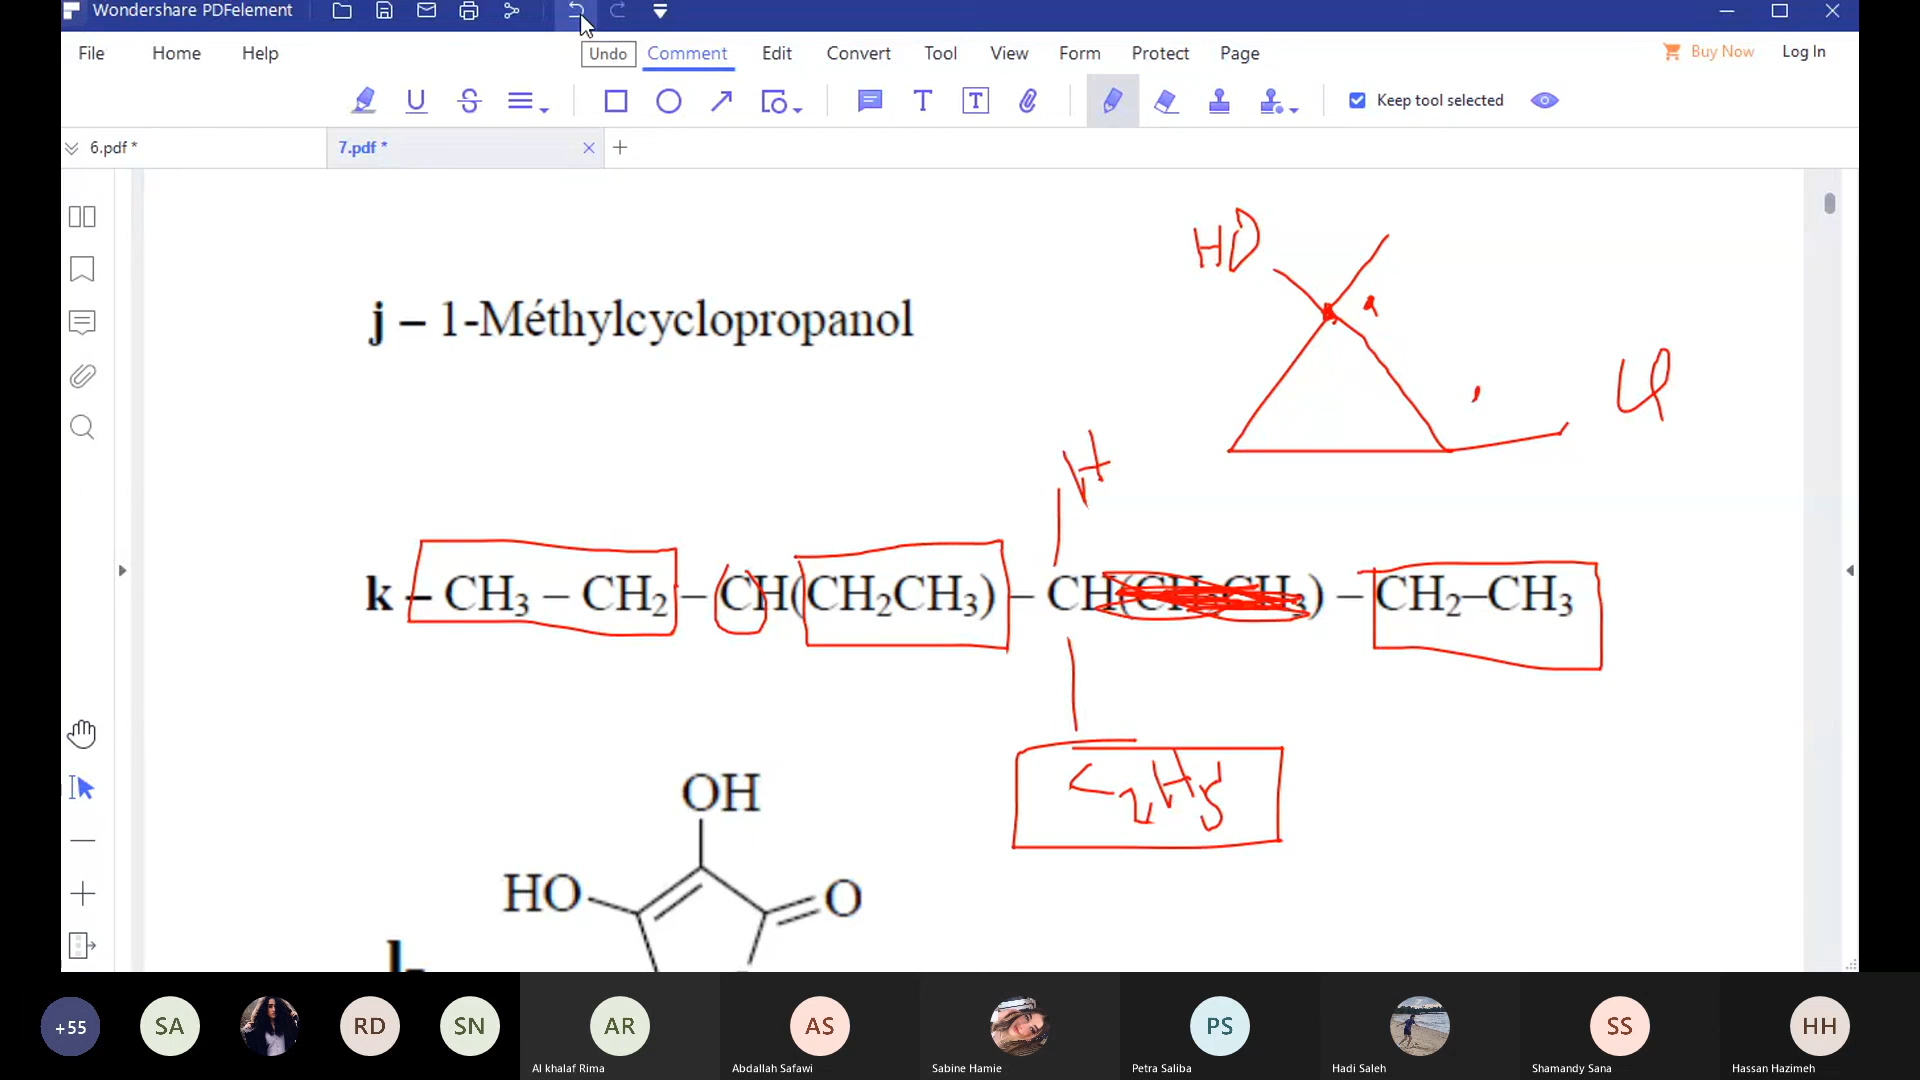 Wondershare PDFelement
File Home Help Undo Comment Edit Convert Tool View Form Protect Page Buy Now Log In
Keep tool selected
6.pdf * 7.pdf *
HO
j – 1-Méthylcyclopropanol
H
k – CH₃ – CH₂ – CH(CH₂CH₃) – CH(CH₂CH₃) – CH₂–CH₃
C₂H₅
OH
HO O
l-
+55 SA RD SN AR AS PS SS HH
Al khalaf Rima Abdallah Safawi Sabine Hamie Petra Saliba Hadi Saleh Shamandy Sana Hassan Hazimeh